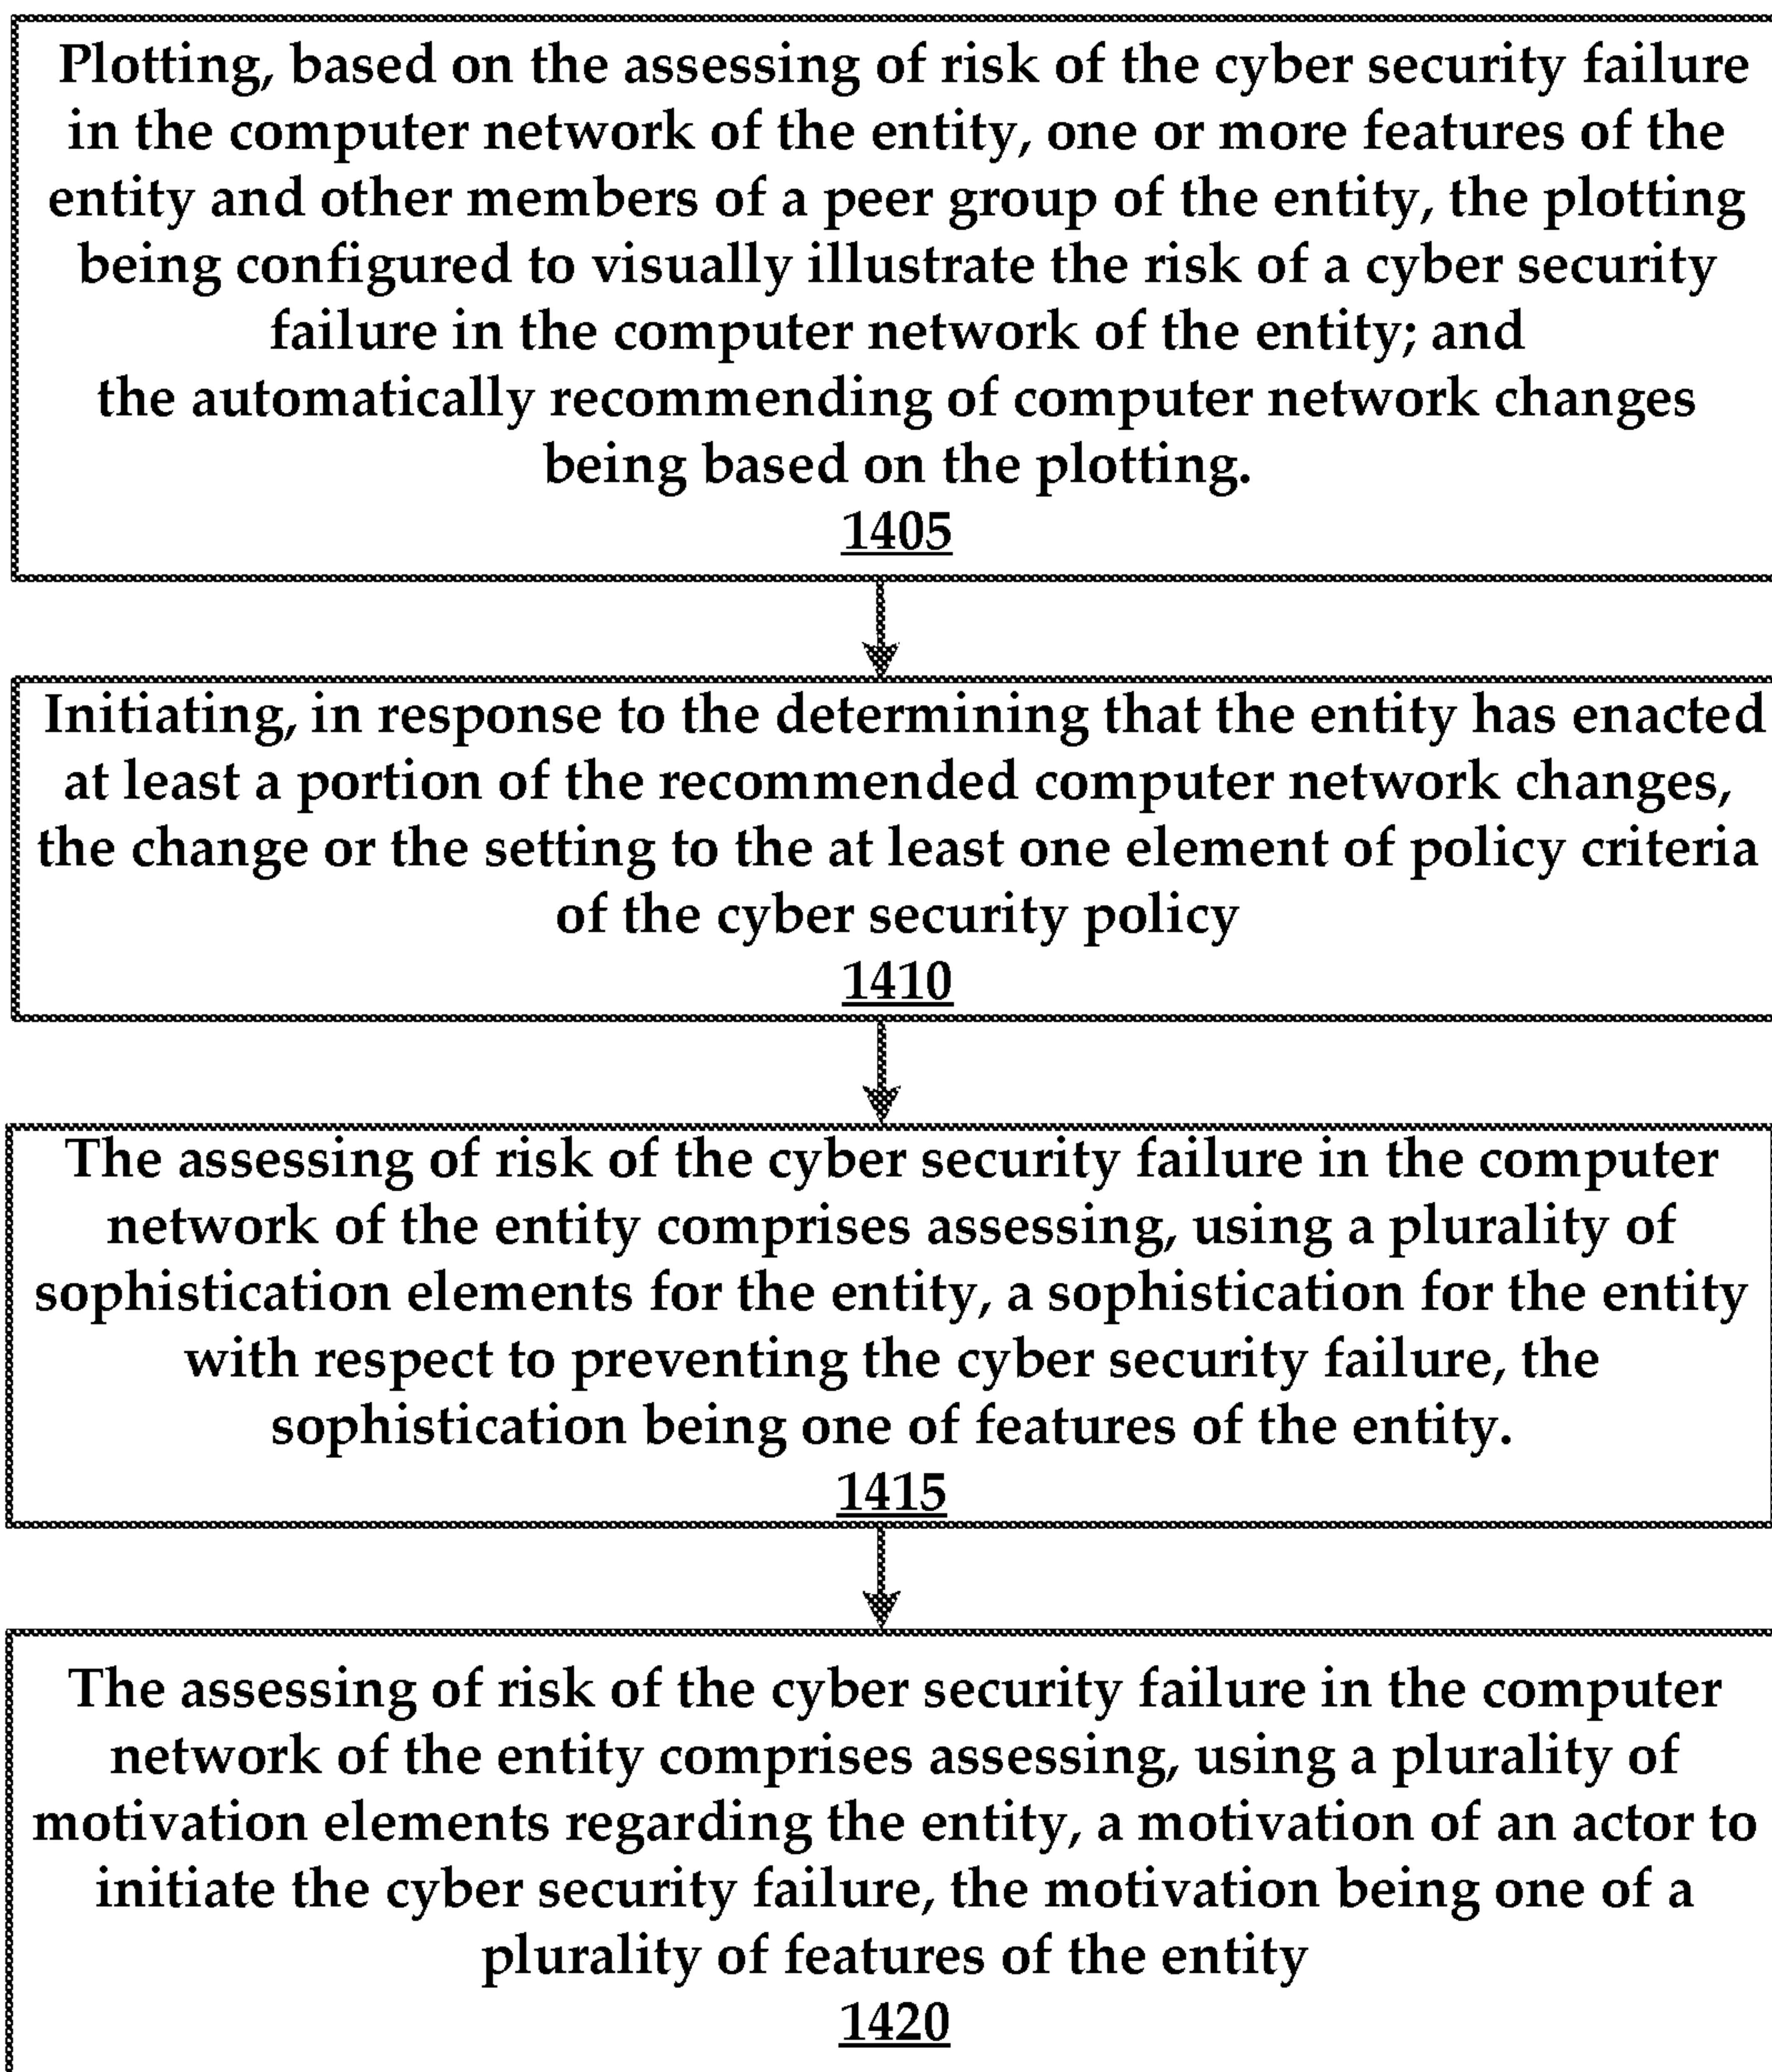 Plotting, based on the assessing of risk of the cyber security failure
in the computer network of the entity, one or more features of the
entity and other members of a peer group of the entity, the plotting
being configured to visually illustrate the risk of a cyber security
failure in the computer network of the entity; and
the automatically recommending of computer network changes
being based on the plotting.
1405
Initiating, in response to the determining that the entity has enacted
at least a portion of the recommended computer network changes,
the change or the setting to the at least one element of policy criteria
of the cyber security policy
1410
The assessing of risk of the cyber security failure in the computer
network of the entity comprises assessing, using a plurality of
sophistication elements for the entity, a sophistication for the entity
with respect to preventing the cyber security failure, the
sophistication being one of features of the entity.
1415
The assessing of risk of the cyber security failure in the computer
network of the entity comprises assessing, using a plurality of
motivation elements regarding the entity, a motivation of an actor to
initiate the cyber security failure, the motivation being one of a
plurality of features of the entity
1420